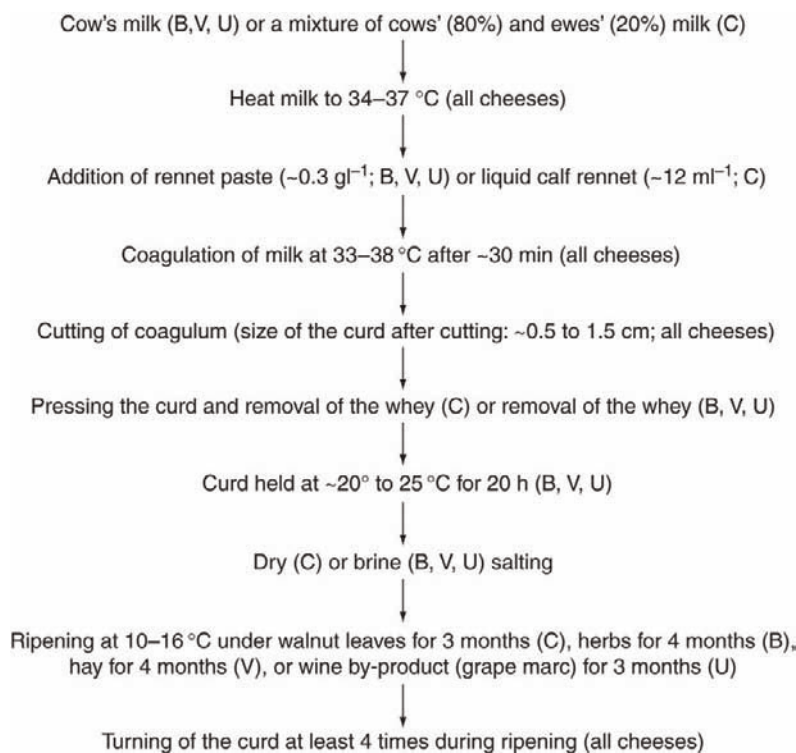 Cow's milk (B,V, U) or a mixture of cows' (80%) and ewes' (20%) milk (C)
Heat milk to 34–37 °C (all cheeses)
Addition of rennet paste (~0.3 gl⁻¹; B, V, U) or liquid calf rennet (~12 ml⁻¹; C)
Coagulation of milk at 33–38 °C after ~30 min (all cheeses)
Cutting of coagulum (size of the curd after cutting: ~0.5 to 1.5 cm; all cheeses)
Pressing the curd and removal of the whey (C) or removal of the whey (B, V, U)
Curd held at ~20° to 25 °C for 20 h (B, V, U)
Dry (C) or brine (B, V, U) salting
Ripening at 10–16 °C under walnut leaves for 3 months (C), herbs for 4 months (B),
hay for 4 months (V), or wine by-product (grape marc) for 3 months (U)
Turning of the curd at least 4 times during ripening (all cheeses)